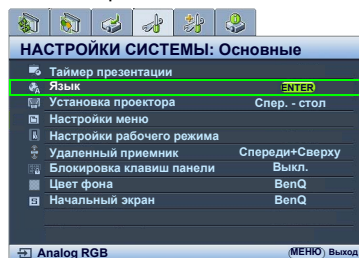 НАСТРОЙКИ СИСТЕМЫ: Основные
Таймер презентации
Язык ENTER
Установка проектора Спер. - стол
Настройки меню
Настройки рабочего режима
Удаленный приемник Спереди+Сверху
Блокировка клавиш панели Выкл.
Цвет фона BenQ
Начальный экран BenQ
Analog RGB МЕНЮ Выход